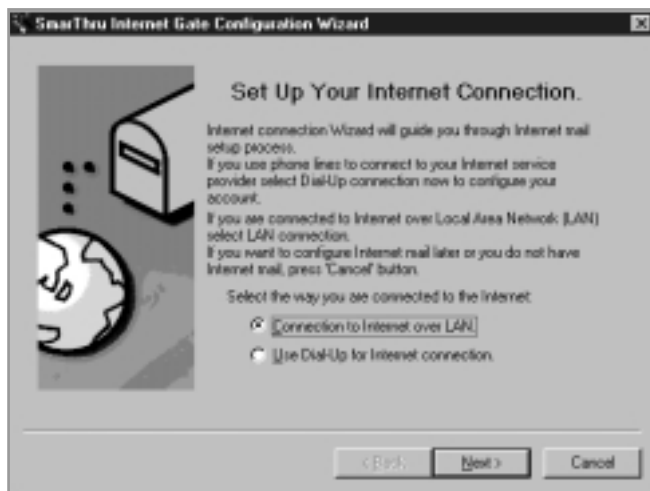 SmarThru Internet Gate Configuration Wizard
Set Up Your Internet Connection.
Internet connection Wizard will guide you through Internet mail
setup process.
If you use phone lines to connect to your Internet service
provider select Dial-Up connection now to configure your
account.
If you are connected to Internet over Local Area Network (LAN)
select LAN connection.
If you want to configure Internet mail later or you do not have
Internet mail, press 'Cancel' button.
Select the way you are connected to the Internet:
Connection to Internet over LAN.
Use Dial-Up for Internet connection.
< Back
Next >
Cancel